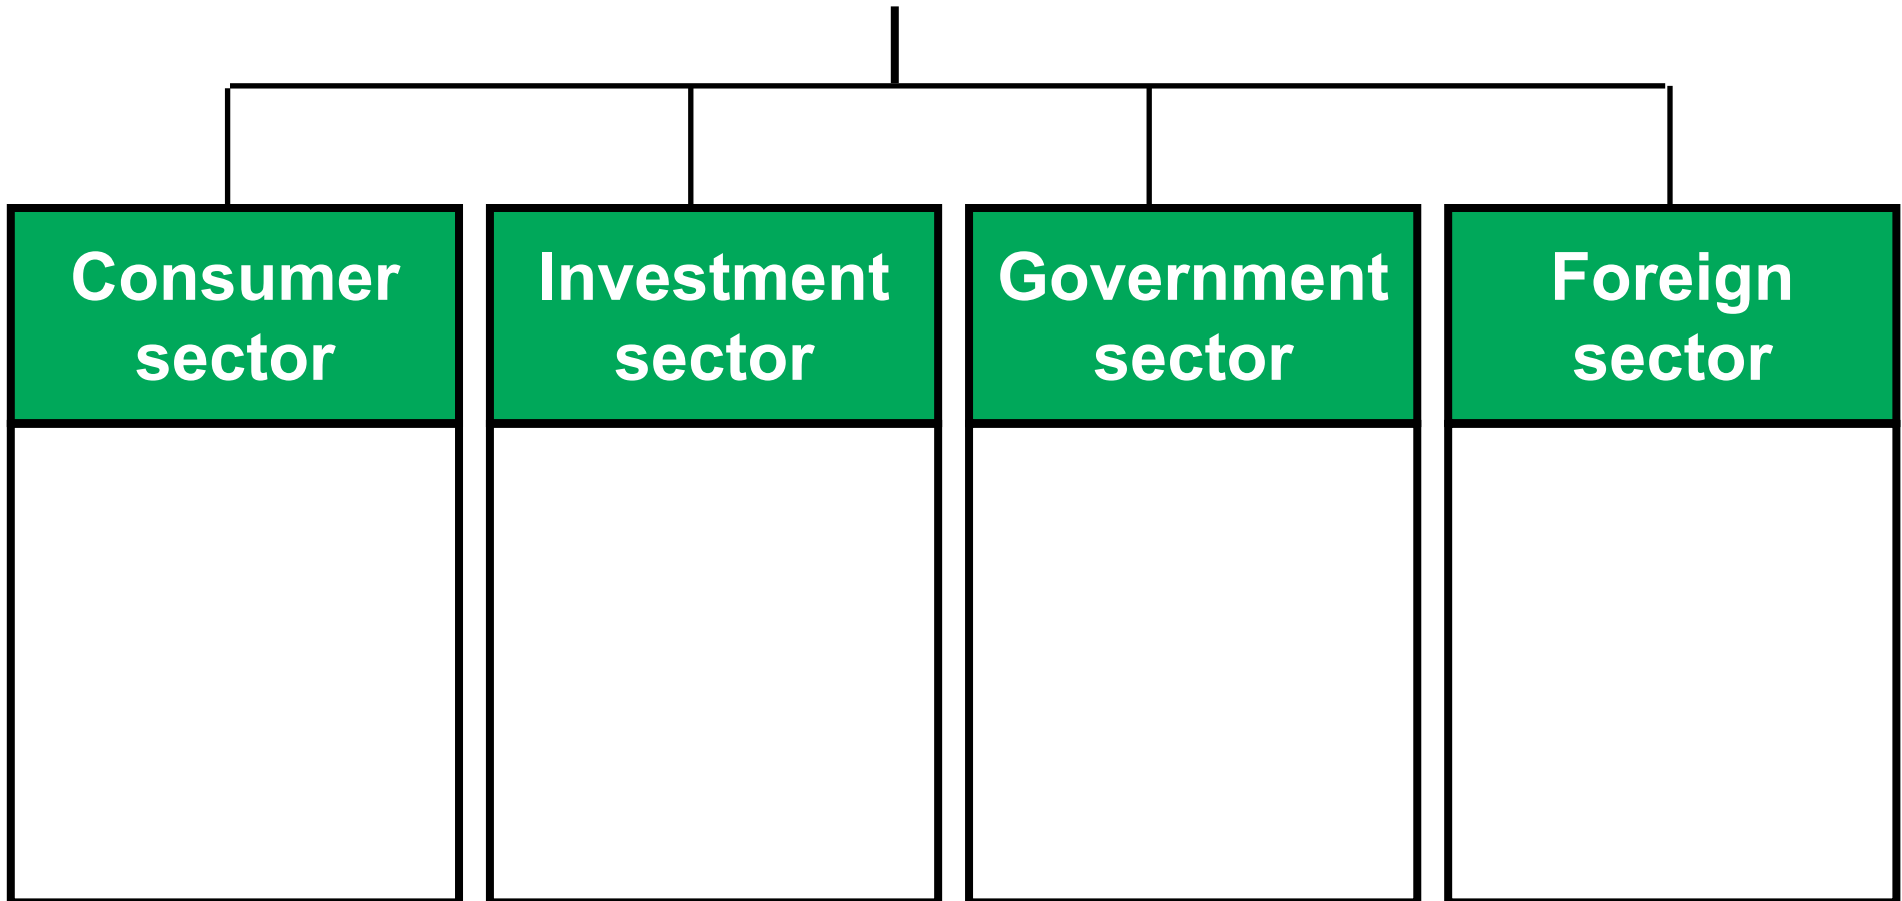 Consumer
sector
Investment
sector
Government
sector
Foreign
sector